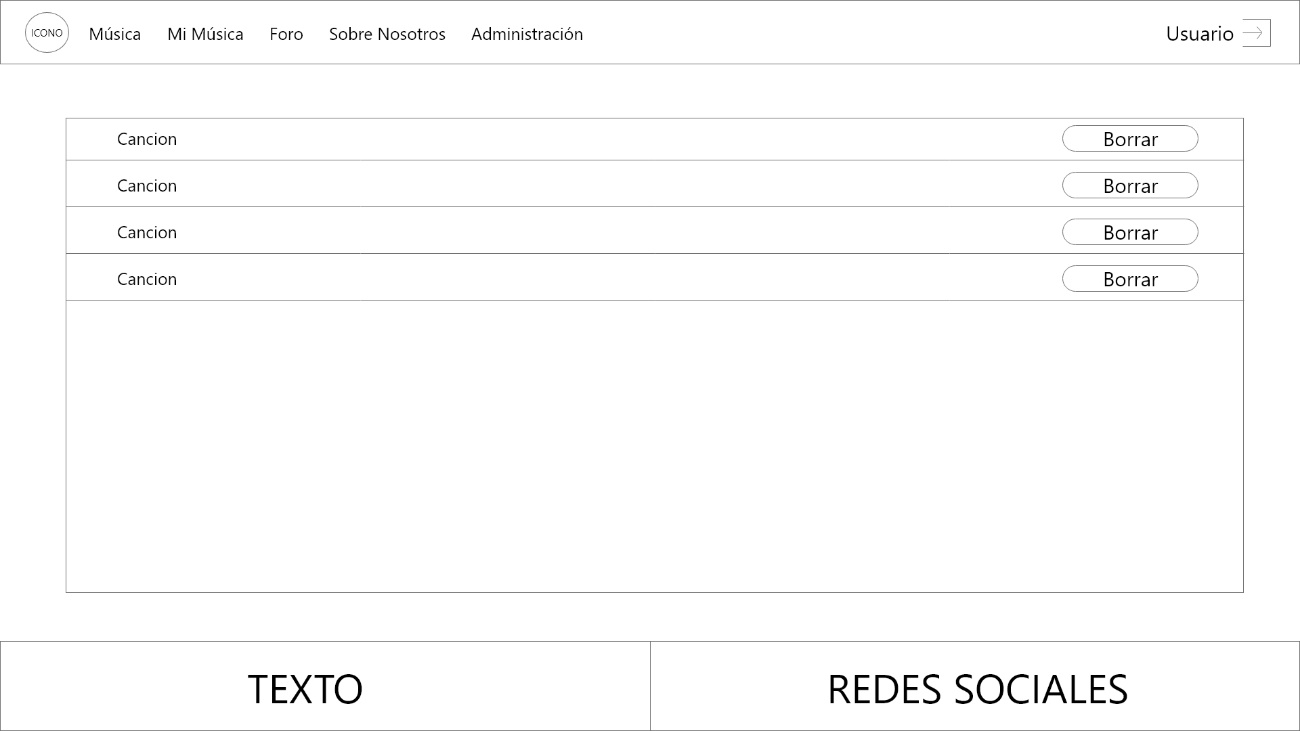 ICONO Música Mi Música Foro Sobre Nosotros Administración Usuario
Cancion Borrar
Cancion Borrar
Cancion Borrar
Cancion Borrar
TEXTO REDES SOCIALES